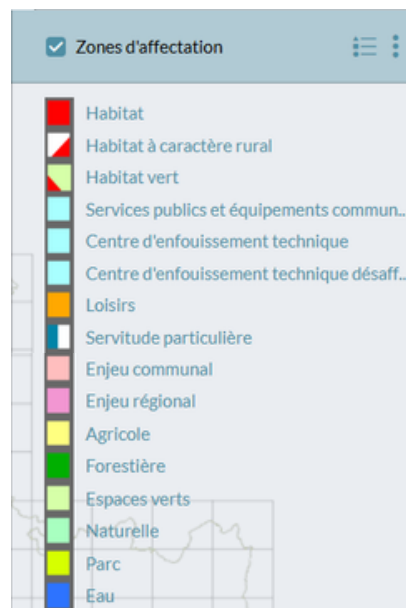 Zones d'affectation
Habitat
Habitat à caractère rural
Habitat vert
Services publics et équipements commun..
Centre d'enfouissement technique
Centre d'enfouissement technique désaff..
Loisirs
Servitude particulière
Enjeu communal
Enjeu régional
Agricole
Forestière
Espaces verts
Naturelle
Parc
Eau